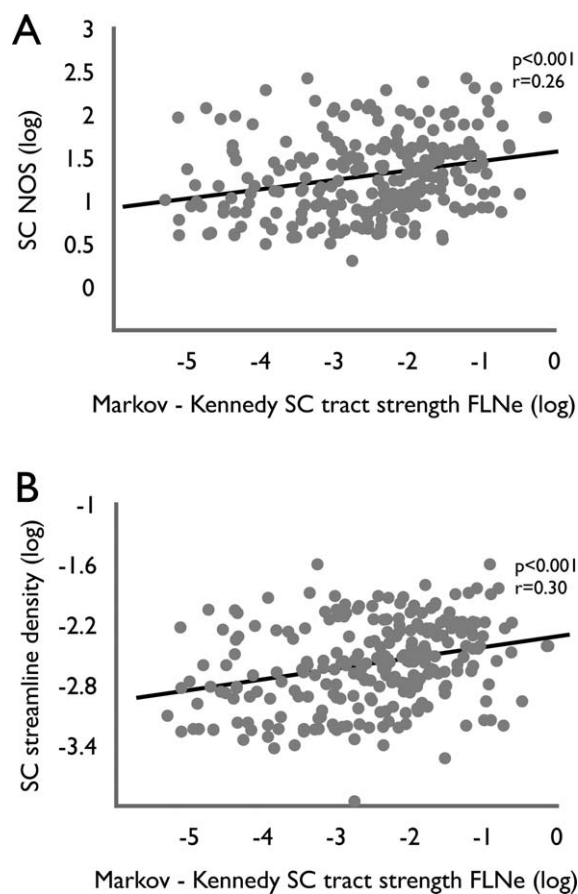 A
3
2.5
2
1.5
1
0.5
0
SC NOS (log)
p<0.001
r=0.26
-5 -4 -3 -2 -1 0
Markov - Kennedy SC tract strength FLNe (log)
B
-1
-1.6
-2.2
-2.8
-3.4
SC streamline density (log)
p<0.001
r=0.30
-5 -4 -3 -2 -1 0
Markov - Kennedy SC tract strength FLNe (log)